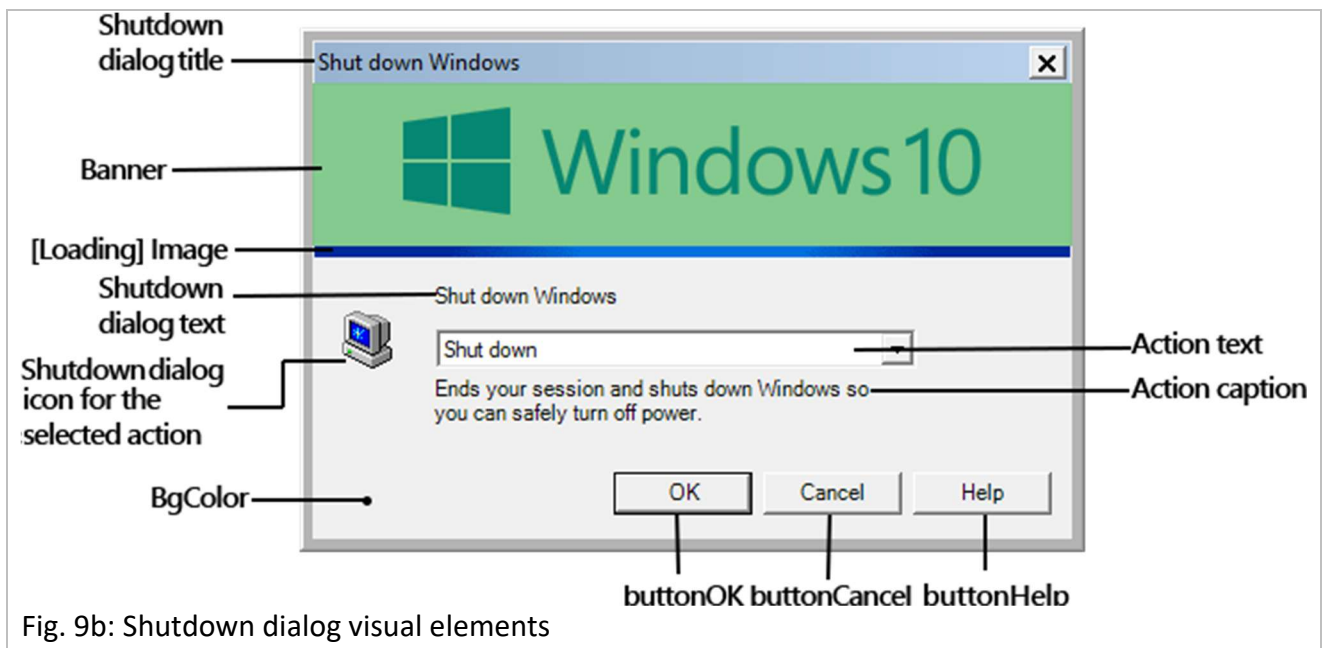 Shutdown
dialog title
Shut down Windows
Banner
Windows 10
[Loading] Image
Shutdown
dialog text
Shut down Windows
Shut down
Action text
Shutdown dialog
icon for the
selected action
Ends your session and shuts down Windows so
you can safely turn off power.
Action caption
BgColor
OK
Cancel
Help
buttonOK
buttonCancel
buttonHelp
Fig. 9b: Shutdown dialog visual elements